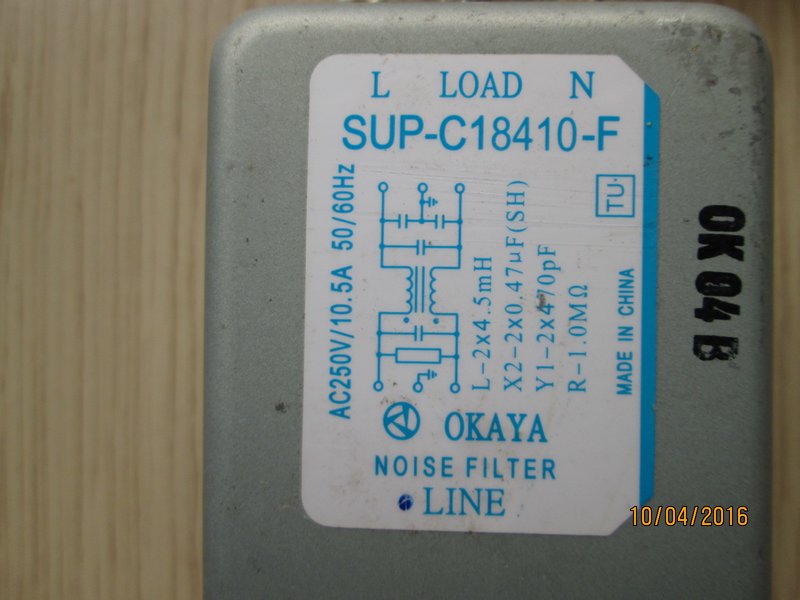 L LOAD N
SUP-C18410-F
AC250V/10.5A 50/60Hz
L-2x4.5mH
X2-2x0.47μF(SH)
Y1-2x470pF
R-1.0MΩ
TU
MADE IN CHINA
OKAYA
NOISE FILTER
LINE
OK 04 B
10/04/2016